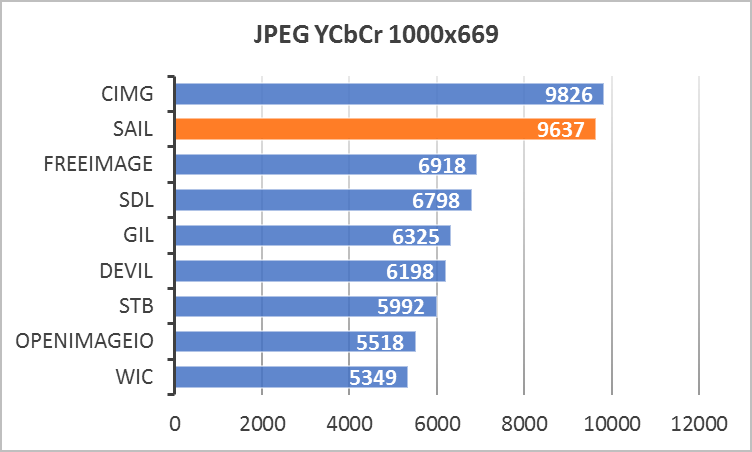 JPEG YCbCr 1000x669
CIMG 9826
SAIL 9637
FREEIMAGE 6918
SDL 6798
GIL 6325
DEVIL 6198
STB 5992
OPENIMAGEIO 5518
WIC 5349
0 2000 4000 6000 8000 10000 12000